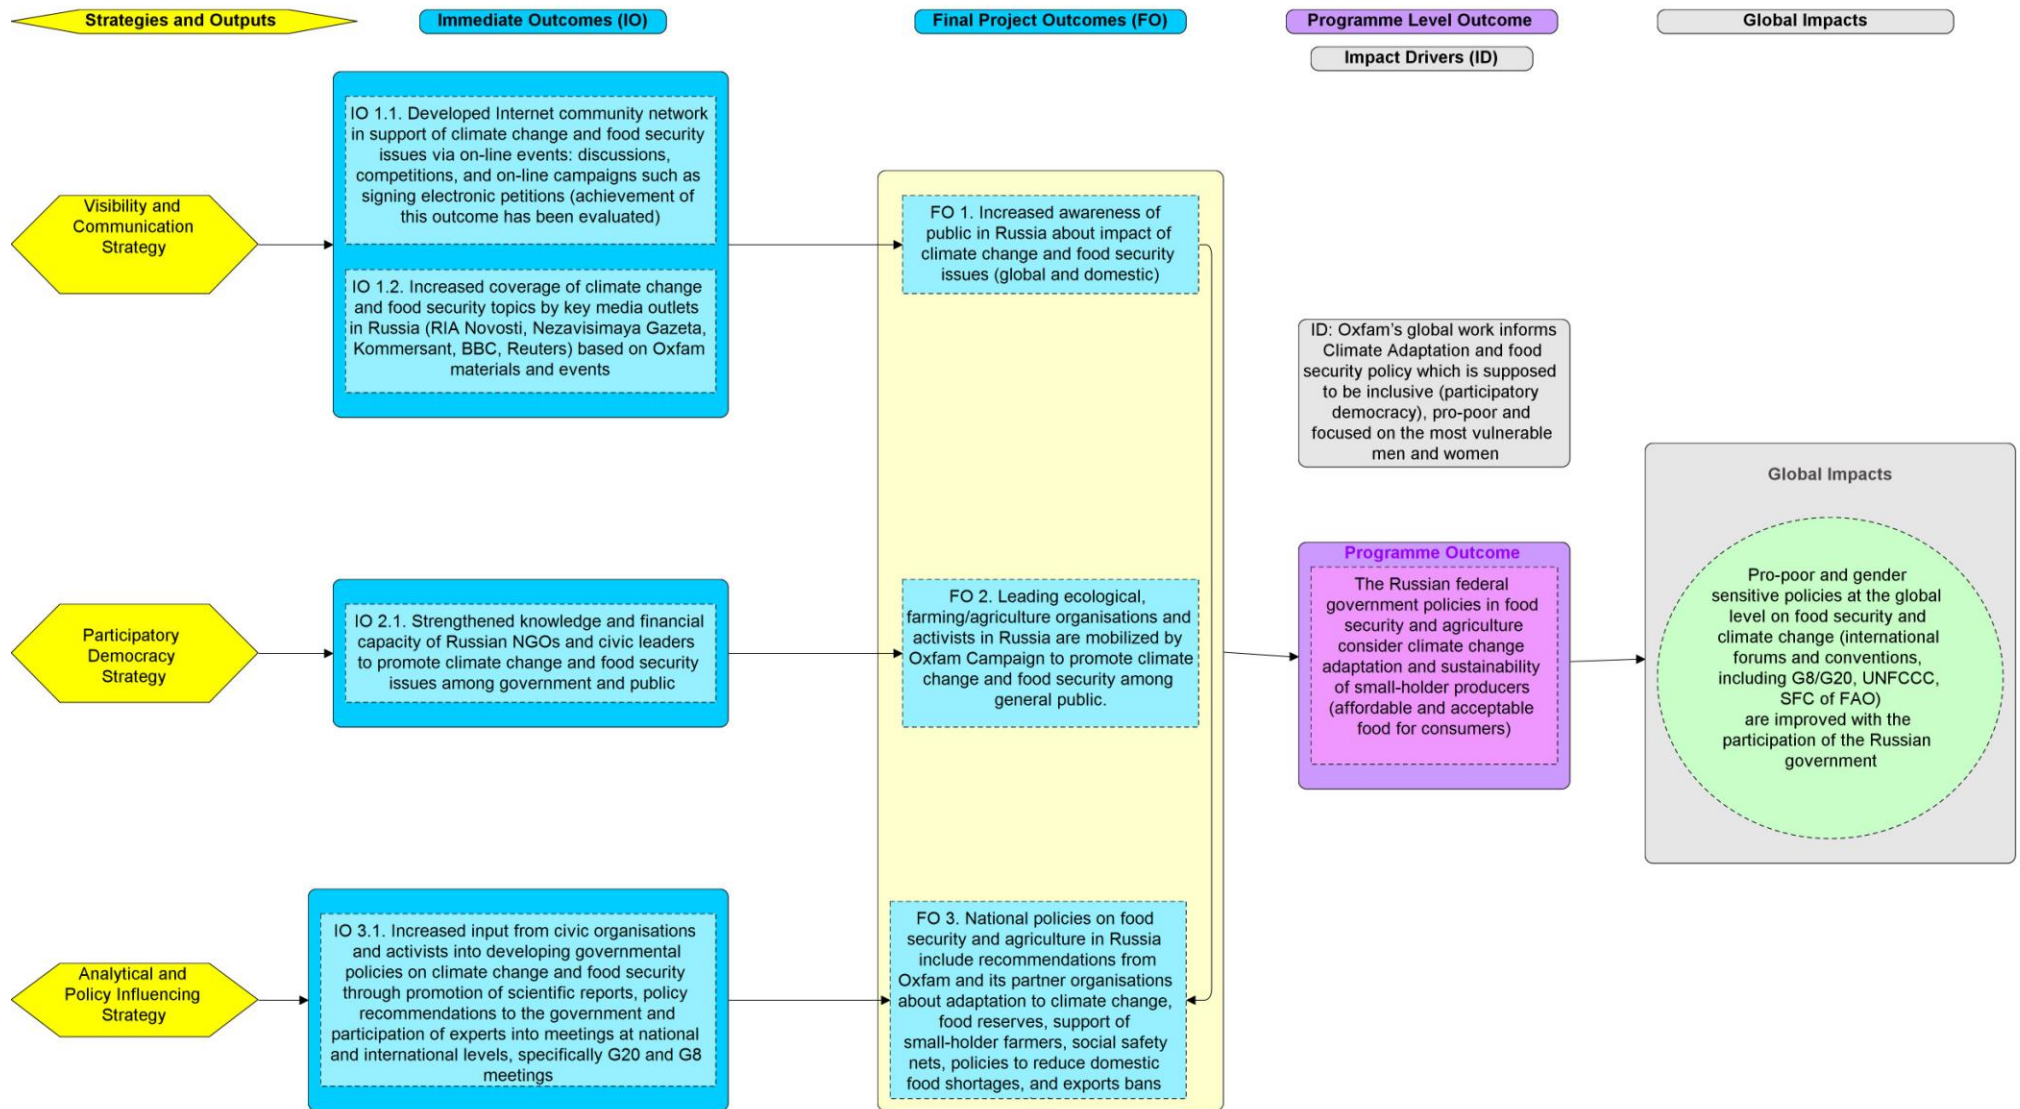 Strategies and Outputs
Immediate Outcomes (IO)
Final Project Outcomes (FO)
Programme Level Outcome
Global Impacts
Impact Drivers (ID)
Visibility and
Communication
Strategy
IO 1.1. Developed Internet community network
in support of climate change and food security
issues via on-line events: discussions,
competitions, and on-line campaigns such as
signing electronic petitions (achievement of
this outcome has been evaluated)
IO 1.2. Increased coverage of climate change
and food security topics by key media outlets
in Russia (RIA Novosti, Nezavisimaya Gazeta,
Kommersant, BBC, Reuters) based on Oxfam
materials and events
FO 1. Increased awareness of
public in Russia about impact of
climate change and food security
issues (global and domestic)
ID: Oxfam's global work informs
Climate Adaptation and food
security policy which is supposed
to be inclusive (participatory
democracy), pro-poor and
focused on the most vulnerable
men and women
Participatory
Democracy
Strategy
IO 2.1. Strengthened knowledge and financial
capacity of Russian NGOs and civic leaders
to promote climate change and food security
issues among government and public
FO 2. Leading ecological,
farming/agriculture organisations and
activists in Russia are mobilized by
Oxfam Campaign to promote climate
change and food security among
general public.
Programme Outcome
The Russian federal
government policies in food
security and agriculture
consider climate change
adaptation and sustainability
of small-holder producers
(affordable and acceptable
food for consumers)
Global Impacts
Pro-poor and gender
sensitive policies at the global
level on food security and
climate change (international
forums and conventions,
including G8/G20, UNFCCC,
SFC of FAO)
are improved with the
participation of the Russian
government
Analytical and
Policy Influencing
Strategy
IO 3.1. Increased input from civic organisations
and activists into developing governmental
policies on climate change and food security
through promotion of scientific reports, policy
recommendations to the government and
participation of experts into meetings at national
and international levels, specifically G20 and G8
meetings
FO 3. National policies on food
security and agriculture in Russia
include recommendations from
Oxfam and its partner organisations
about adaptation to climate change,
food reserves, support of
small-holder farmers, social safety
nets, policies to reduce domestic
food shortages, and exports bans